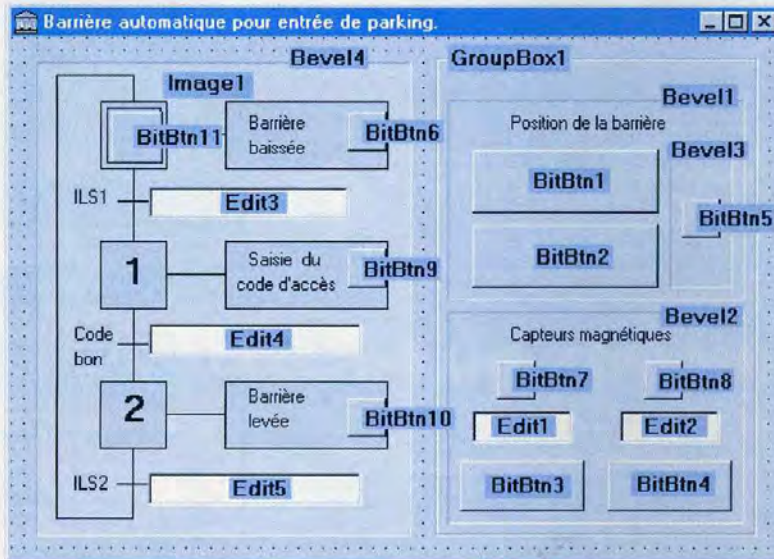 Barrière automatique pour entrée de parking.
Bevel4
Image1
BitBtn11
Barrière
baissée
BitBtn6
ILS1
Edit3
1
Saisie du
code d'accès
BitBtn9
Code
bon
Edit4
2
Barrière
levée
BitBtn10
ILS2
Edit5
GroupBox1
Bevel1
Position de la barrière
Bevel3
BitBtn1
BitBtn5
BitBtn2
Bevel2
Capteurs magnétiques
BitBtn7
BitBtn8
Edit1
Edit2
BitBtn3
BitBtn4